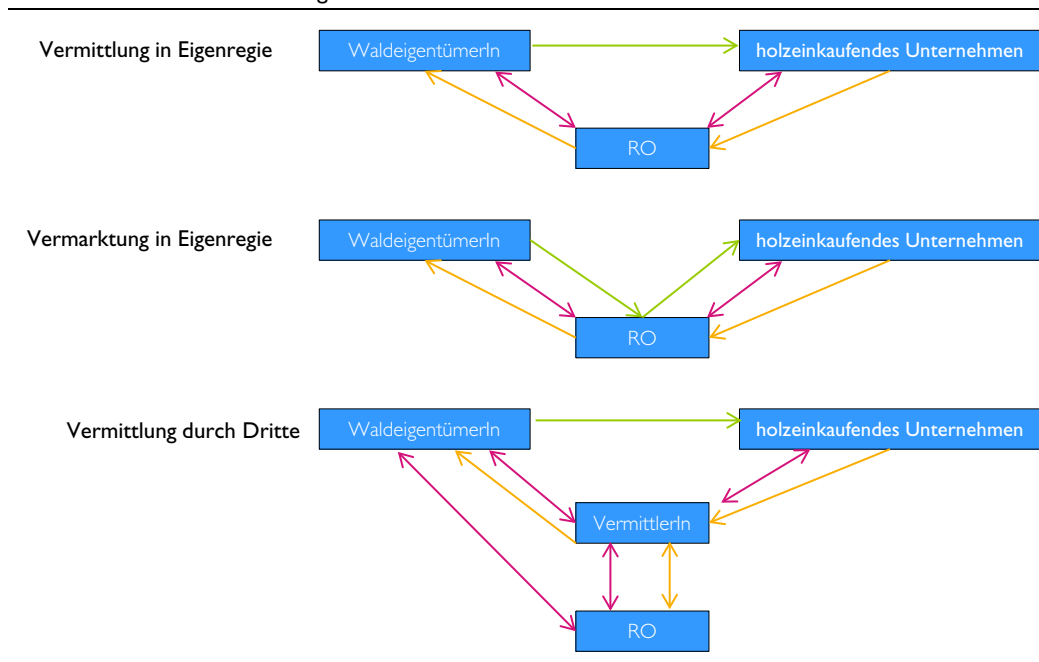 Vermittlung in Eigenregie
WaldeigentümerIn
holzeinkaufendes Unternehmen
RO
Vermarktung in Eigenregie
WaldeigentümerIn
holzeinkaufendes Unternehmen
RO
Vermittlung durch Dritte
WaldeigentümerIn
holzeinkaufendes Unternehmen
VermittlerIn
RO